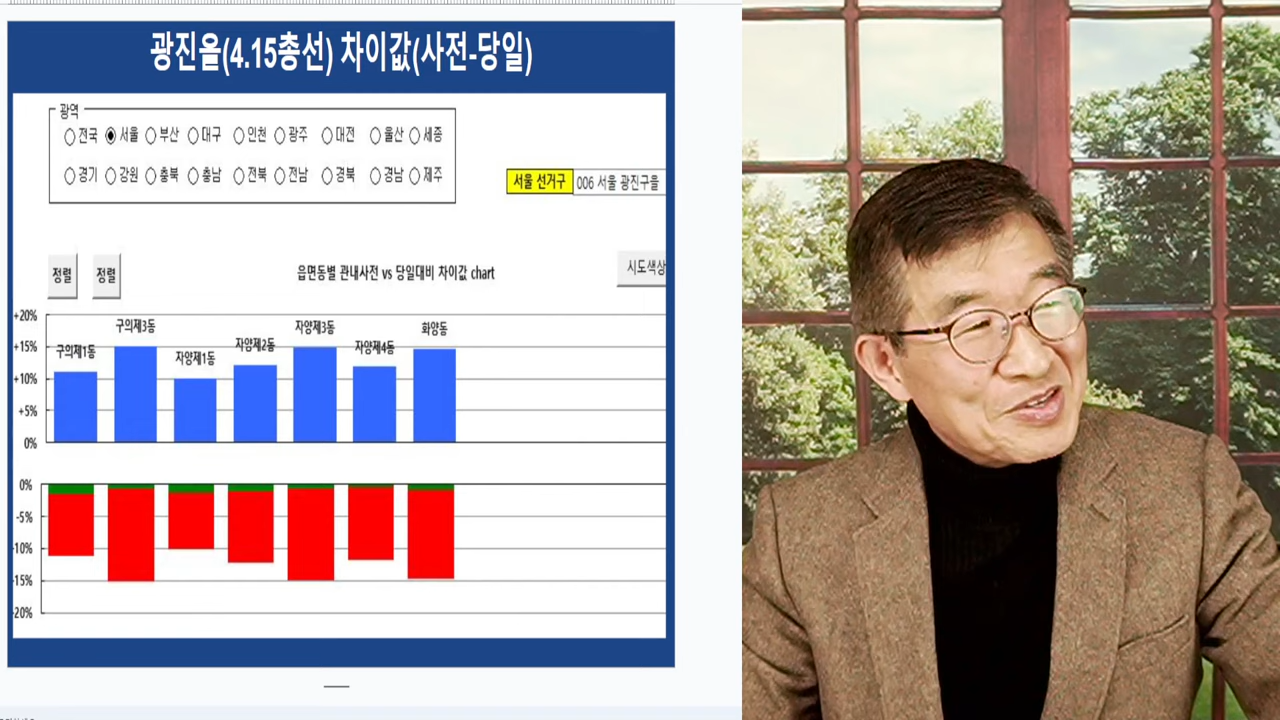 광진을(4.15총선) 차이값(사전-당일)
광역
전국 서울 부산 대구 인천 광주 대전 울산 세종
경기 강원 충북 충남 전북 전남 경북 경남 제주
서울 선거구 006 서울 광진구을
정렬 정렬 읍면동별 관내사전 vs 당일대비 차이값 chart 시도색상
+20%
+15%
+10%
+5%
0%
구의제1동 구의제3동 자양제1동 자양제2동 자양제3동 자양제4동 화양동
0%
-5%
10%
15%
20%